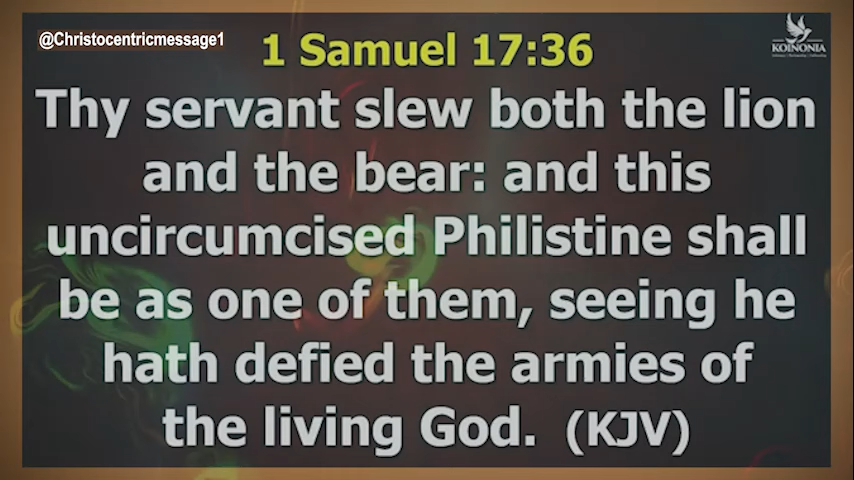 @Christocentricmessage1
KOINONIA
1 Samuel 17:36
Thy servant slew both the lion
and the bear: and this
uncircumcised Philistine shall
be as one of them, seeing he
hath defied the armies of
the living God. (KJV)